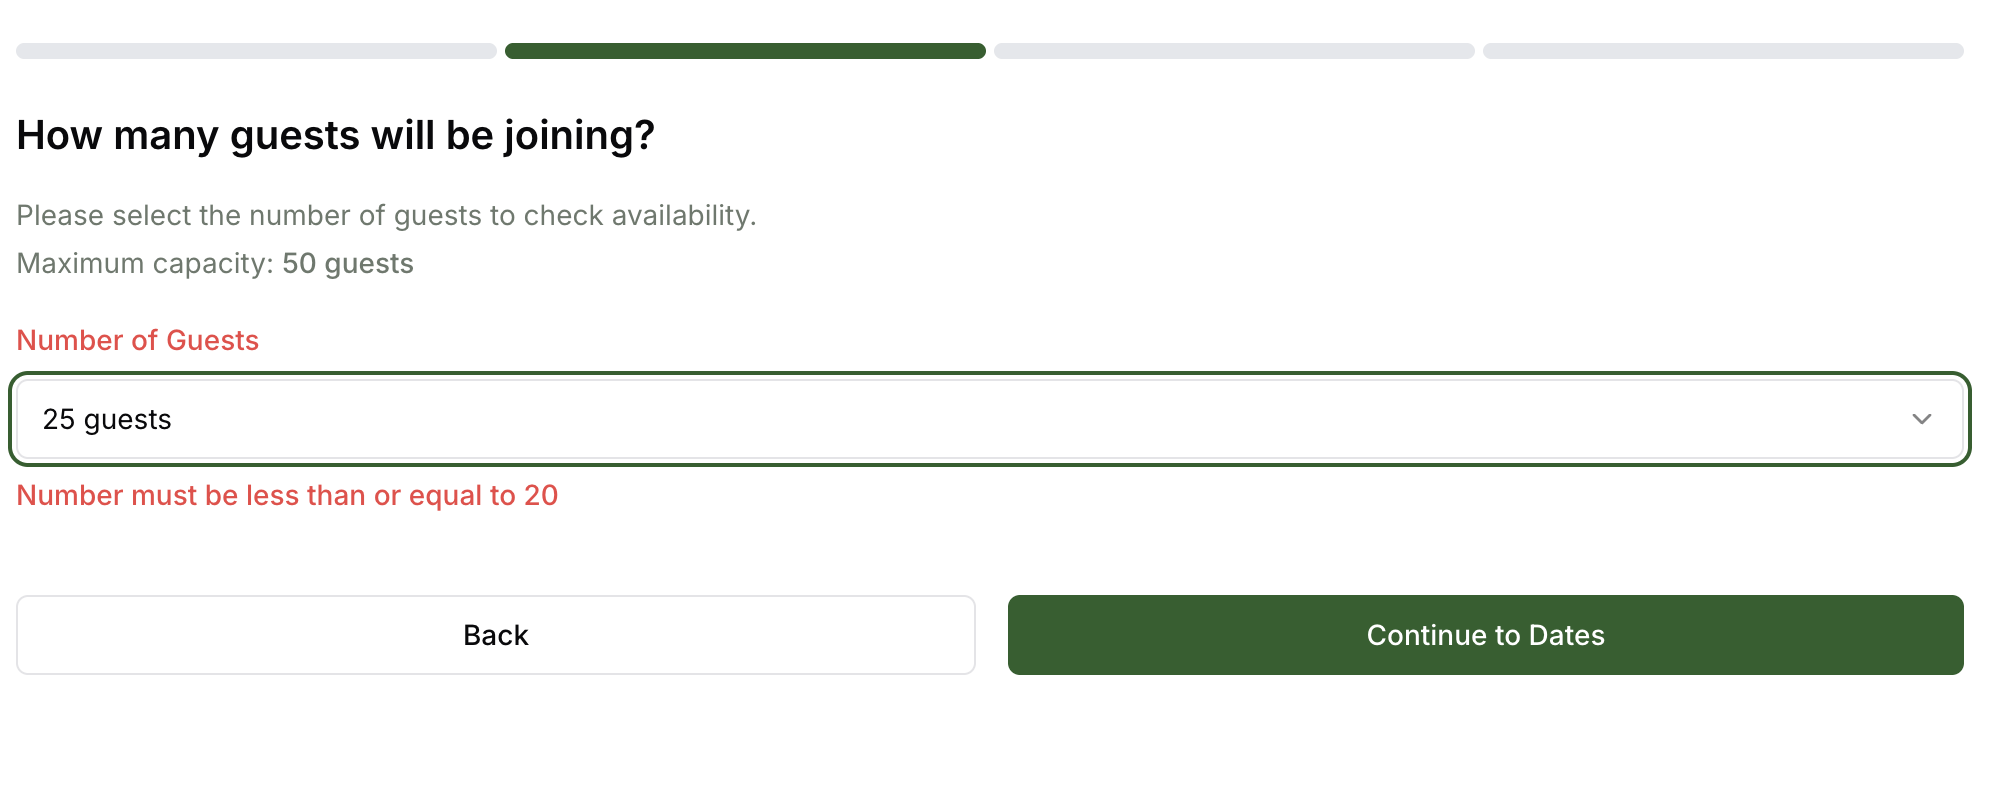 How many guests will be joining?
Please select the number of guests to check availability.
Maximum capacity: 50 guests
Number of Guests
25 guests
Number must be less than or equal to 20
Back
Continue to Dates